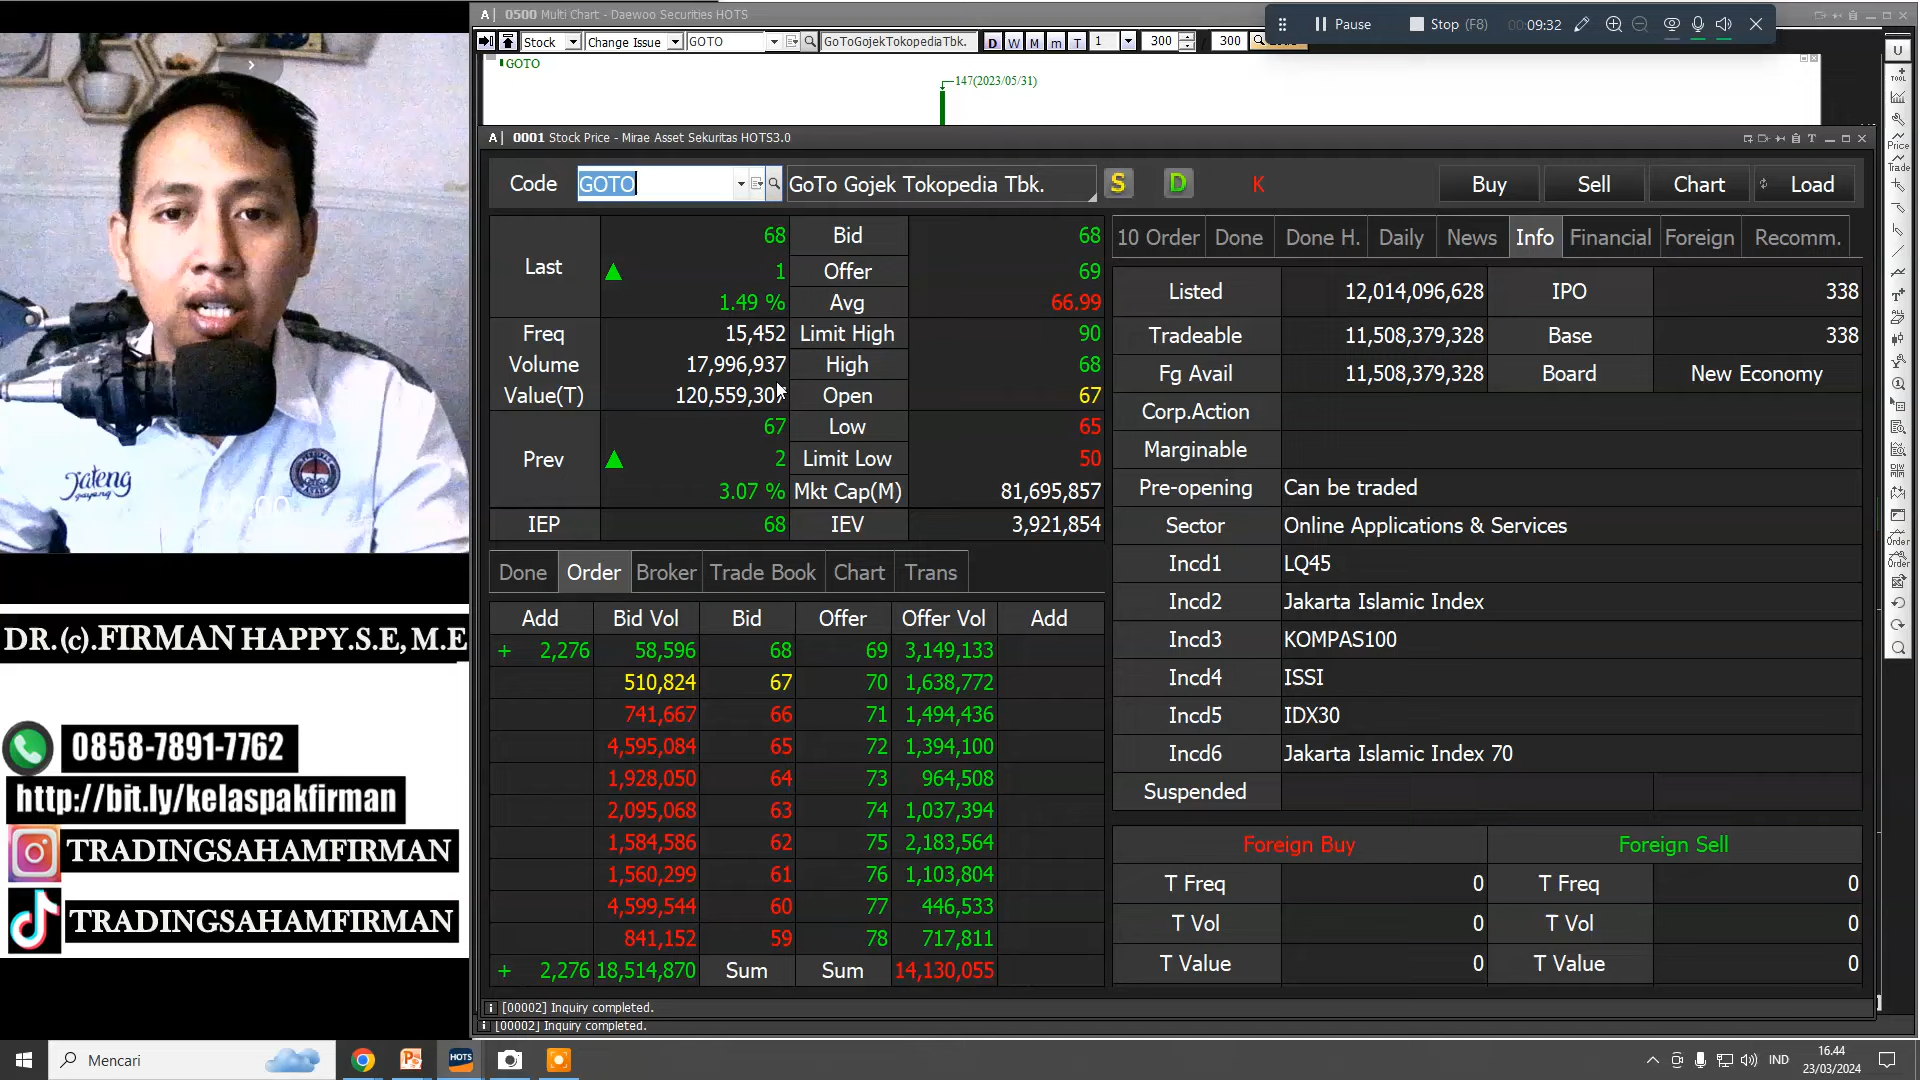 0500 Multi Chart - Daewoo Securities HOTS
Pause
Stop (F8)
00:09:32
Stock
Change Issue
GOTO
GoToGojekTokopediaTbk.
D W M m T
1
300
300
GOTO
147(2023/05/31)
0001 Stock Price - Mirae Asset Sekuritas HOTS3.0
Code GOTO GoTo Gojek Tokopedia Tbk. S D K Buy Sell Chart Load
Last 68 Bid 68
1 Offer 69
1.49 % Avg 66.99
Freq 15,452 Limit High 90
Volume 17,996,937 High 68
Value(T) 120,559,307 Open 67
Prev 67 Low 65
2 Limit Low 50
3.07 % Mkt Cap(M) 81,695,857
IEP 68 IEV 3,921,854
Done Order Broker Trade Book Chart Trans
Add Bid Vol Bid Offer Offer Vol Add
+ 2,276 58,596 68 69 3,149,133
510,824 67 70 1,638,772
741,667 66 71 1,494,436
4,595,084 65 72 1,394,100
1,928,050 64 73 964,508
2,095,068 63 74 1,037,394
1,584,586 62 75 2,183,564
1,560,299 61 76 1,103,804
4,599,544 60 77 446,533
841,152 59 78 717,811
+ 2,276 18,514,870 Sum Sum 14,130,055
10 Order Done Done H. Daily News Info Financial Foreign Recomm.
Listed 12,014,096,628 IPO 338
Tradeable 11,508,379,328 Base 338
Fg Avail 11,508,379,328 Board New Economy
Corp.Action
Marginable
Pre-opening Can be traded
Sector Online Applications & Services
Incd1 LQ45
Incd2 Jakarta Islamic Index
Incd3 KOMPAS100
Incd4 ISSI
Incd5 IDX30
Incd6 Jakarta Islamic Index 70
Suspended
Foreign Buy Foreign Sell
T Freq 0 T Freq 0
T Vol 0 T Vol 0
T Value 0 T Value 0
[00002] Inquiry completed.
[00002] Inquiry completed.
U
TOOL
Price
Trade
Order
Order
Jateng
gayeng
DR.(c).FIRMAN HAPPY.S.E, M.E
0858-7891-7762
http://bit.ly/kelaspakfirman
TRADINGSAHAMFIRMAN
TRADINGSAHAMFIRMAN
Mencari
HOTS
IND
16.44
23/03/2024